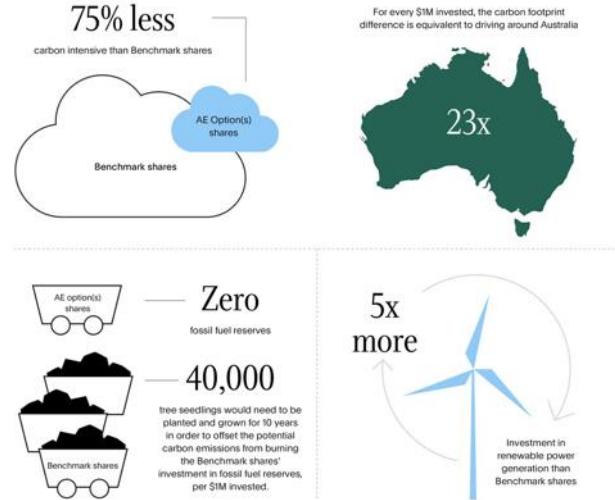 75% less
carbon intensive than Benchmark shares
AE Option(s)
shares
Benchmark shares
For every $1M invested, the carbon footprint
difference is equivalent to driving around Australia
23x
AE option(s)
shares
Zero
fossil fuel reserves
40,000
tree seedlings would need to be
planted and grown for 10 years
in order to offset the potential
carbon emissions from burning
the Benchmark shares'
investment in fossil fuel reserves,
per $1M invested.
Benchmark shares
5x
more
Investment in
renewable power
generation than
Benchmark shares